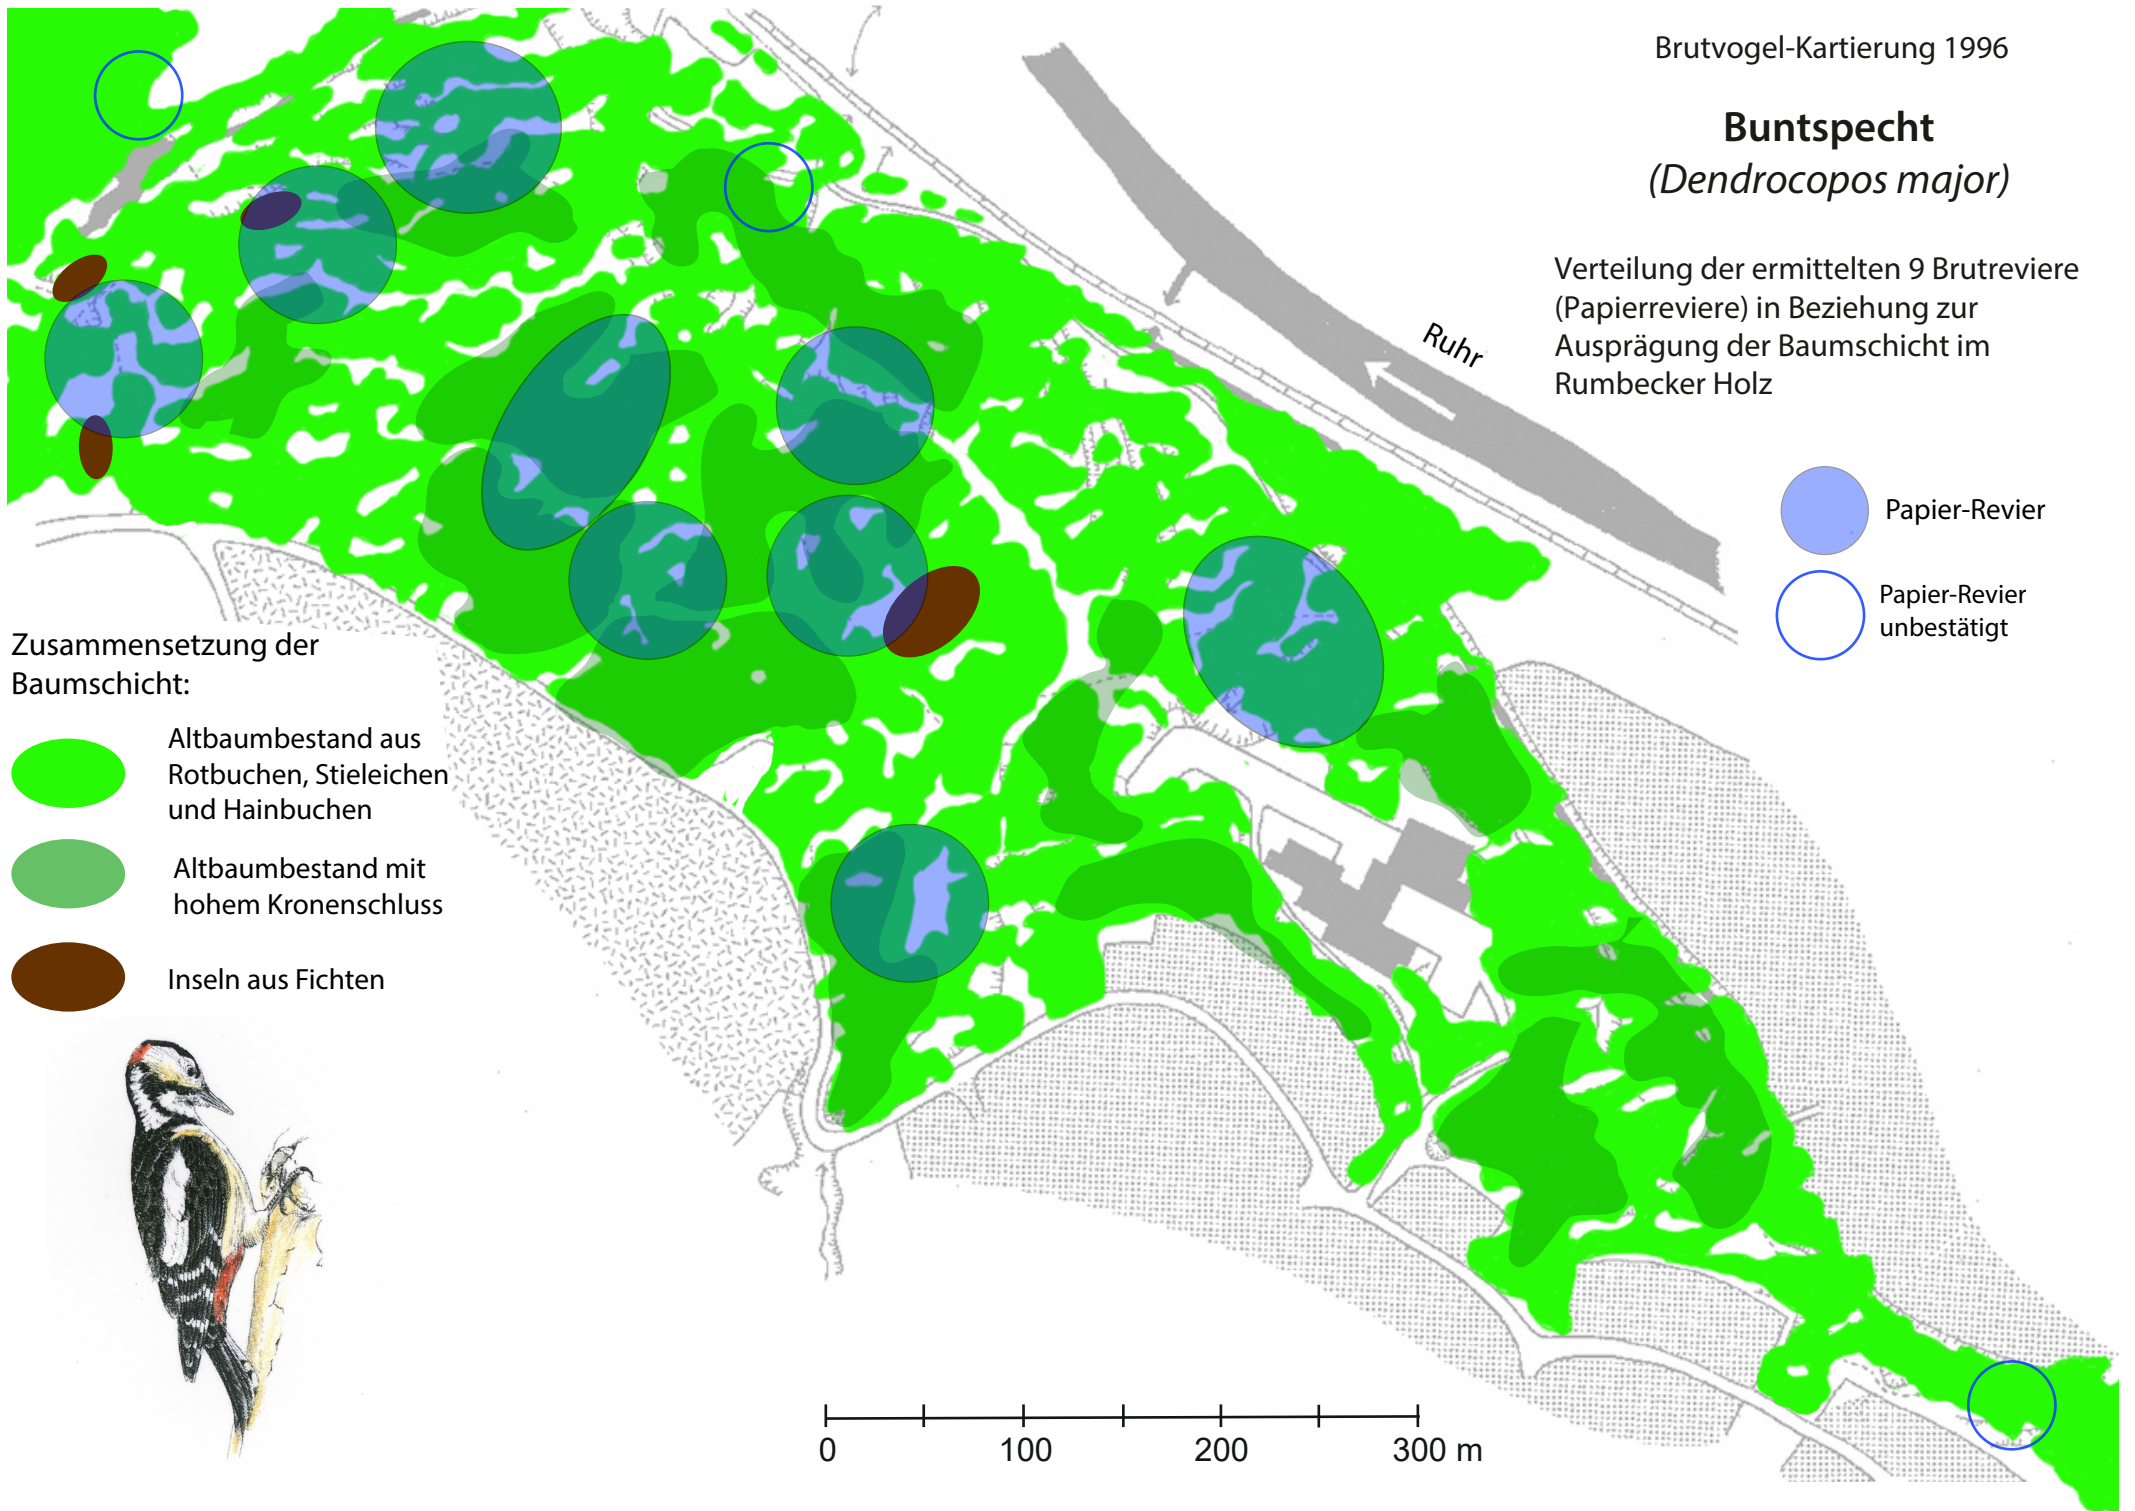 Brutvogel-Kartierung 1996
Buntspecht
(Dendrocopos major)
Verteilung der ermittelten 9 Brutreviere
(Papierreviere) in Beziehung zur
Ausprägung der Baumschicht im
Rumbecker Holz
Ruhr
Papier-Revier
Papier-Revier
unbestätigt
Zusammensetzung der
Baumschicht:
Altbaumbestand aus
Rotbuchen, Stieleichen
und Hainbuchen
Altbaumbestand mit
hohem Kronenschluss
Inseln aus Fichten
0 100 200 300 m